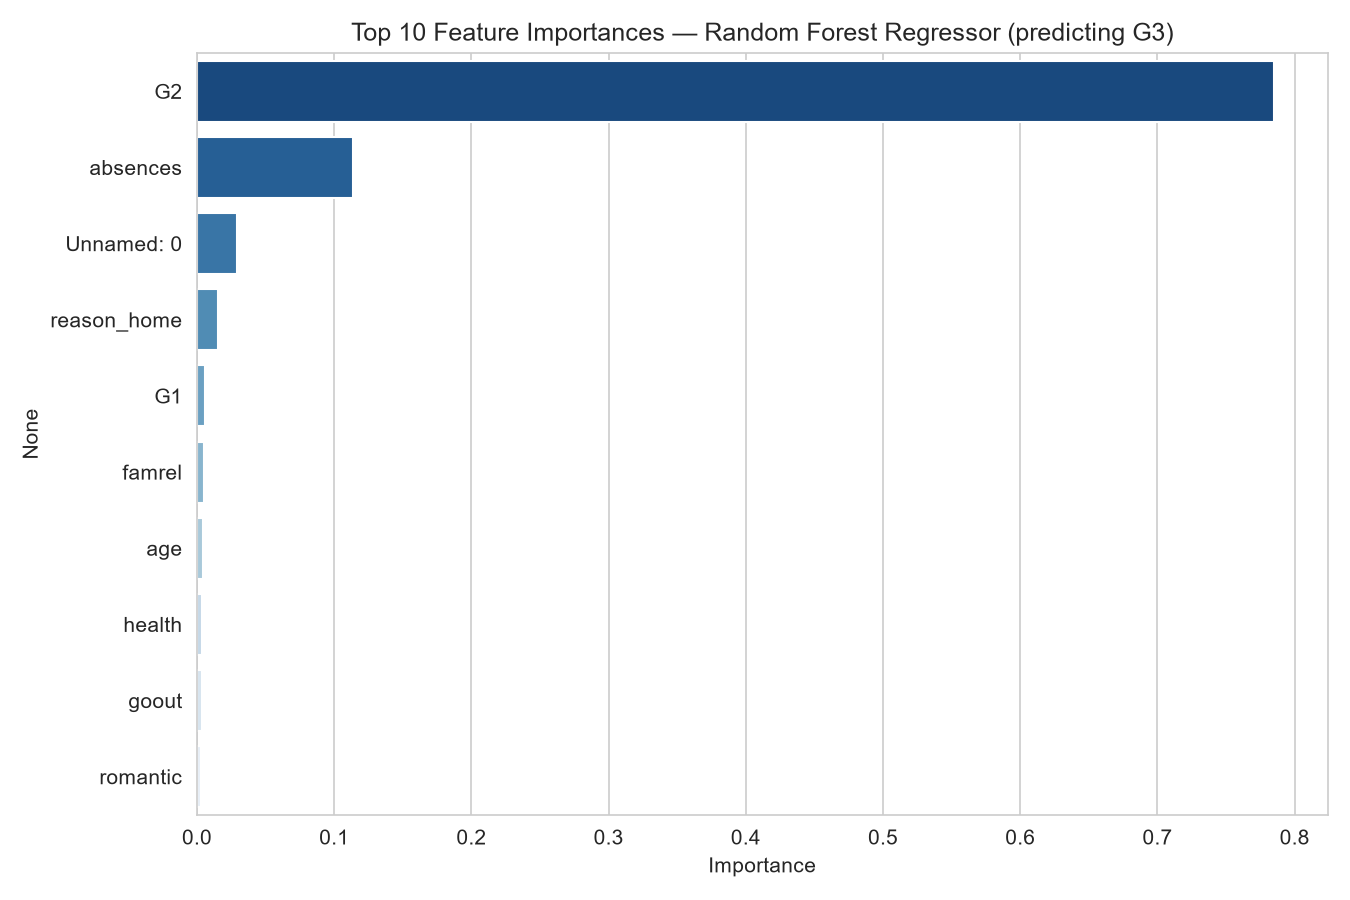 Top 10 Feature Importances — Random Forest Regressor (predicting G3)
G2
absences
Unnamed: 0
reason_home
G1
famrel
age
health
goout
romantic
None
0.0 0.1 0.2 0.3 0.4 0.5 0.6 0.7 0.8
Importance